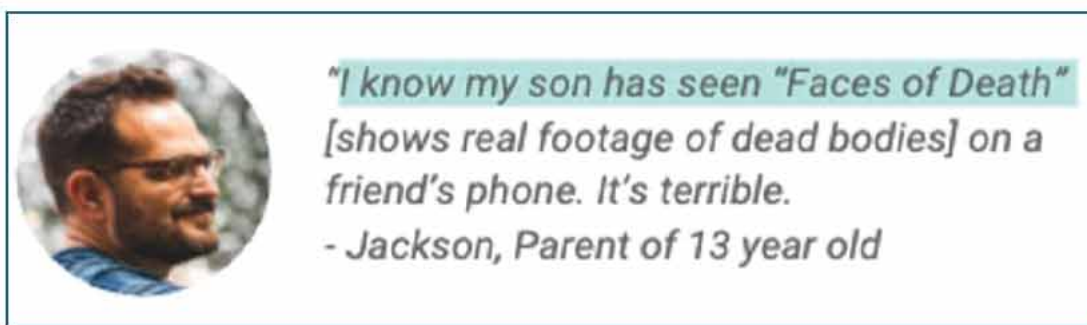 "I know my son has seen "Faces of Death"
[shows real footage of dead bodies] on a
friend's phone. It's terrible.
- Jackson, Parent of 13 year old